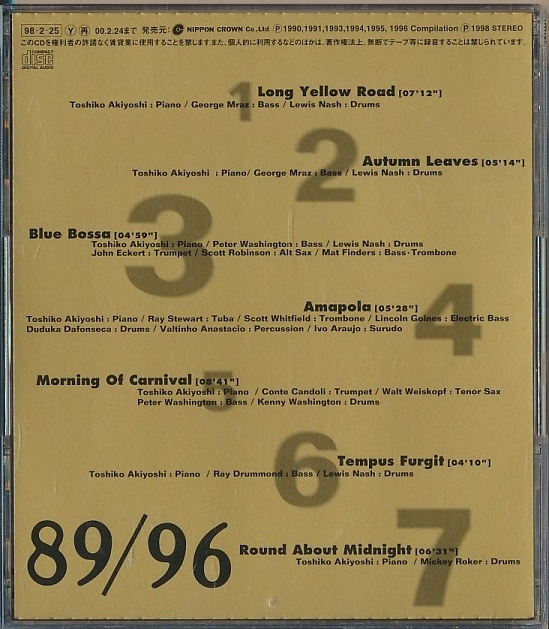 98・2・25 Ⓨ 再 00.2.24まで 発売元: NIPPON CROWN Co.,Ltd. Ⓟ1990,1991,1993,1994,1995, 1996 Compilation Ⓟ1998 STEREO
このCDを権利者の許諾なく賃貸業に使用することを禁じます。また、個人的に利用するなどのほかは、著作権法上、無断でテープ等に録音することは禁じられています。
COMPACT
disc
DIGITAL AUDIO
1
Long Yellow Road [07'12"]
Toshiko Akiyoshi : Piano / George Mraz : Bass / Lewis Nash : Drums
2
Autumn Leaves [05'14"]
Toshiko Akiyoshi : Piano/ George Mraz : Bass / Lewis Nash : Drums
3
Blue Bossa [04'59"]
Toshiko Akiyoshi : Piano / Peter Washington : Bass / Lewis Nash : Drums
John Eckert : Trumpet / Scott Robinson : Alt Sax / Mat Finders : Bass・Trombone
4
Amapola [05'28"]
Toshiko Akiyoshi : Piano / Ray Stewart : Tuba / Scott Whitfield : Trombone / Lincoln Goines : Electric Bass
Duduka Dafonseca : Drums / Valtinho Anastacio : Percussion / Ivo Araujo : Surudo
5
Morning Of Carnival [08'41"]
Toshiko Akiyoshi : Piano / Conte Candoli : Trumpet / Walt Weiskopf : Tenor Sax
Peter Washington : Bass / Kenny Washington : Drums
6
Tempus Furgit [04'10"]
Toshiko Akiyoshi : Piano / Ray Drummond : Bass / Lewis Nash : Drums
7
89/96
Round About Midnight [06'31"]
Toshiko Akiyoshi : Piano / Mickey Roker : Drums